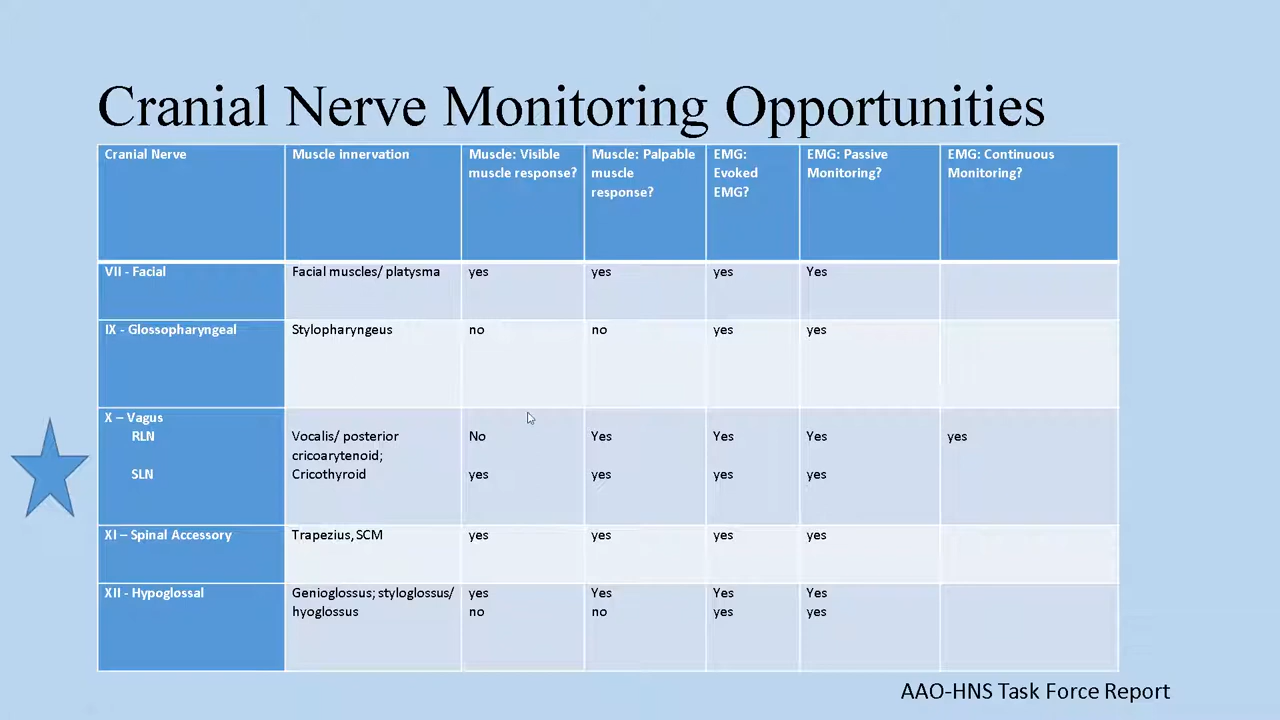 Cranial Nerve Monitoring Opportunities
Cranial Nerve
Muscle innervation
Muscle: Visible
muscle response?
Muscle: Palpable
muscle
response?
EMG:
Evoked
EMG?
EMG: Passive
Monitoring?
EMG: Continuous
Monitoring?
VII - Facial
Facial muscles/ platysma
yes
yes
yes
Yes
IX - Glossopharyngeal
Stylopharyngeus
no
no
yes
yes
X – Vagus
RLN
SLN
Vocalis/ posterior
cricoarytenoid;
Cricothyroid
No
yes
Yes
yes
Yes
yes
Yes
yes
yes
XI – Spinal Accessory
Trapezius, SCM
yes
yes
yes
yes
XII - Hypoglossal
Genioglossus; styloglossus/
hyoglossus
yes
no
Yes
no
Yes
yes
Yes
yes
AAO-HNS Task Force Report